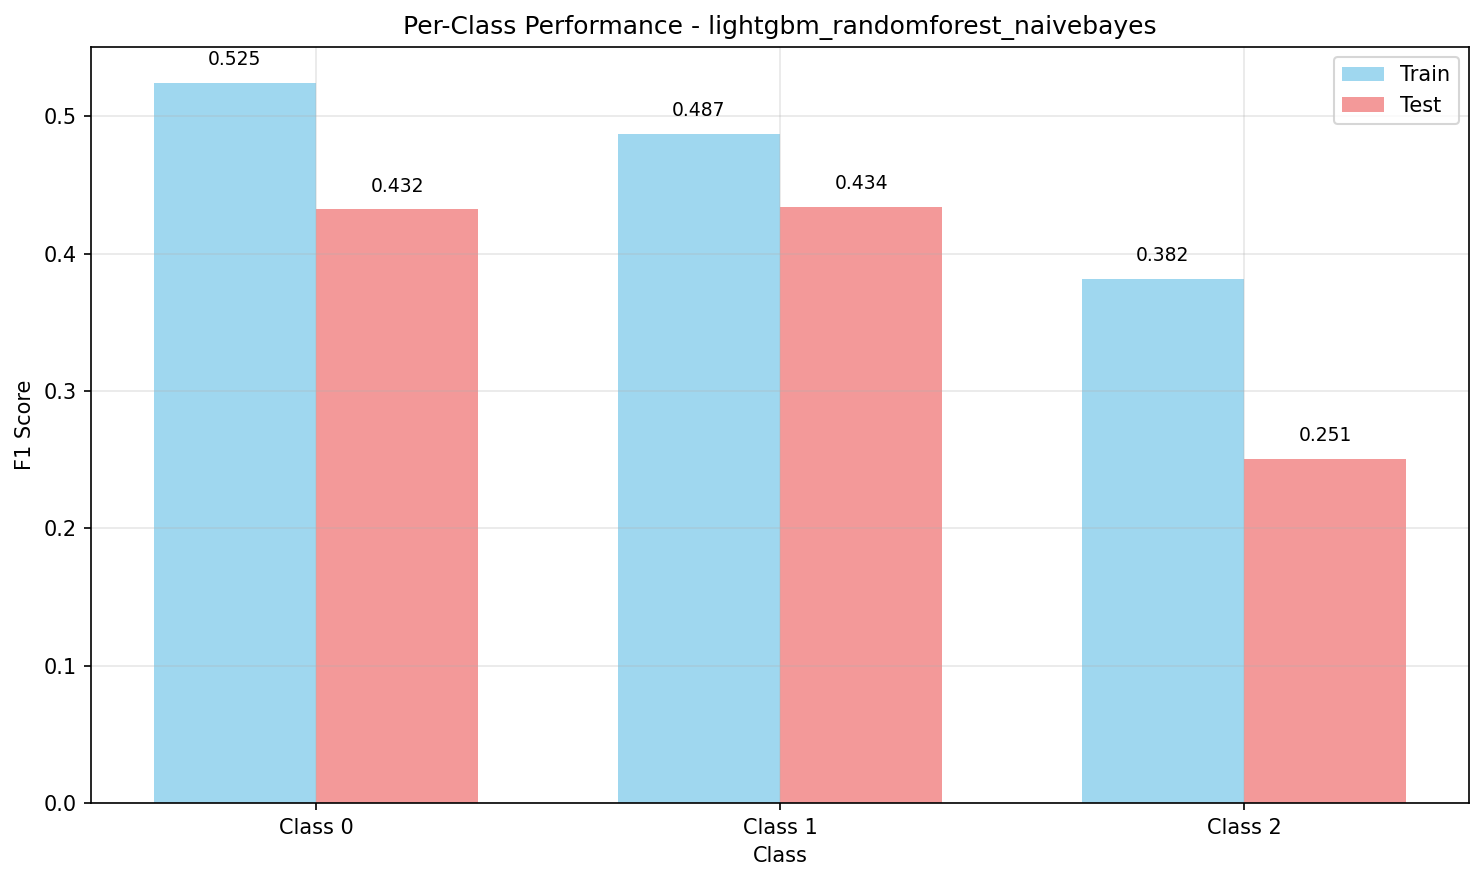 Per-Class Performance - lightgbm_randomforest_naivebayes
Train
Test
0.525
0.432
0.487
0.434
0.382
0.251
F1 Score
0.5
0.4
0.3
0.2
0.1
0.0
Class 0
Class 1
Class 2
Class